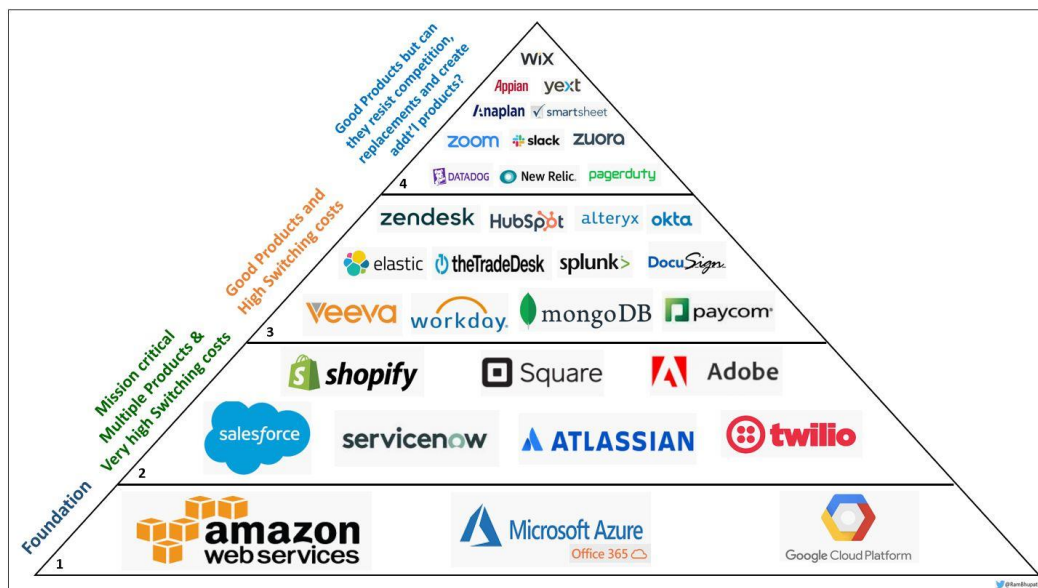 WiX
Appian yext
Anaplan smartsheet
zoom slack zuora
DATADOG New Relic. pagerduty
4
Good Products but can
they resist competition,
replacements and create
addt'l products?
zendesk HubSpot alteryx okta
elastic theTradeDesk splunk> DocuSign
Veeva workday. mongoDB paycom
3
Good Products and
High Switching costs
shopify Square Adobe
salesforce servicenow ATLASSIAN twilio
2
Mission critical
Multiple Products &
Very high Switching costs
amazon
web services
Microsoft Azure
Office 365
Google Cloud Platform
1
Foundation
@RamBhupat